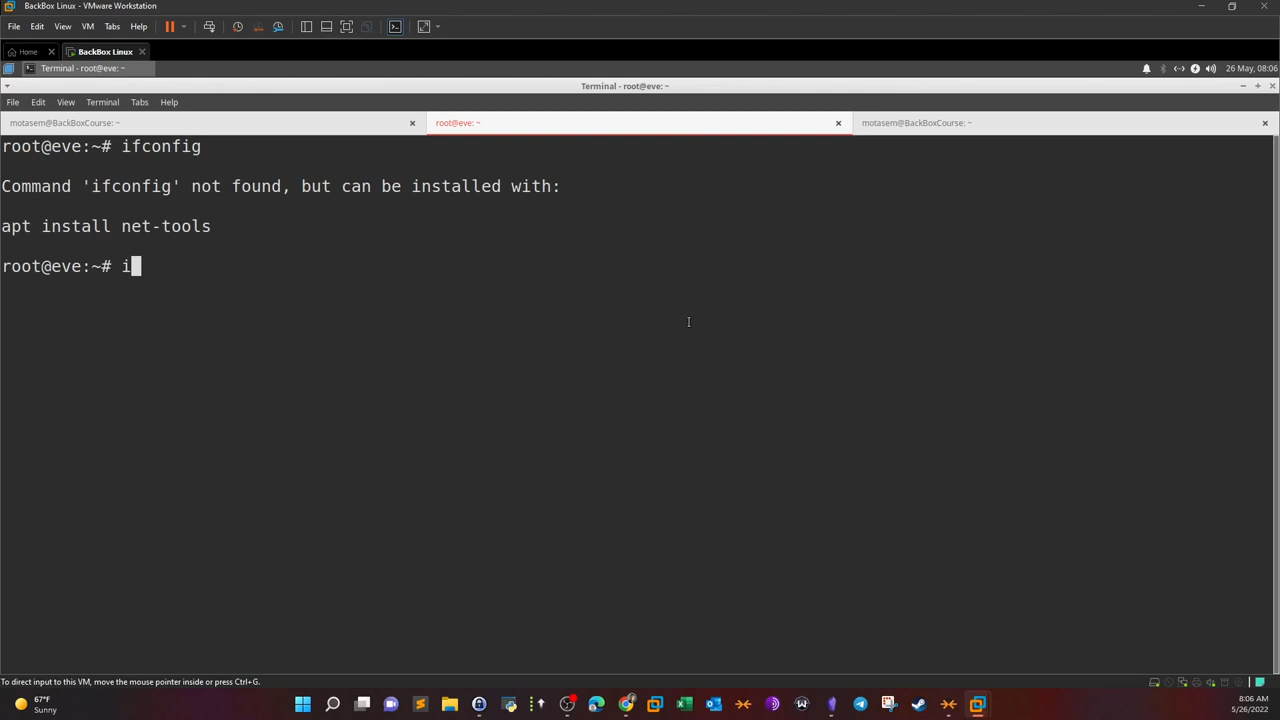 BackBox Linux - VMware Workstation
File Edit View VM Tabs Help
Home BackBox Linux
Terminal - root@eve: ~ 26 May, 08:06
Terminal - root@eve: ~
File Edit View Terminal Tabs Help
motasem@BackBoxCourse: ~ root@eve: ~ motasem@BackBoxCourse: ~
root@eve:~# ifconfig
Command 'ifconfig' not found, but can be installed with:
apt install net-tools
root@eve:~# i
To direct input to this VM, move the mouse pointer inside or press Ctrl+G.
67°F
Sunny
8:06 AM
5/26/2022